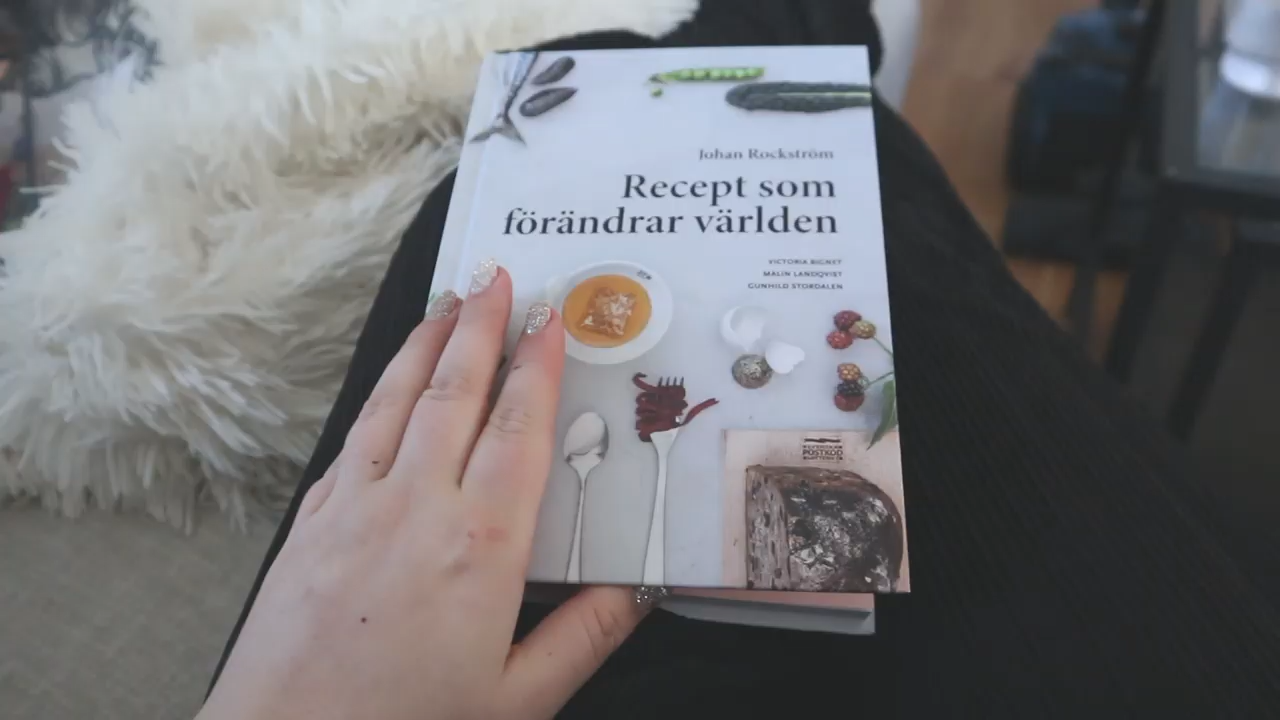 Johan Rockström
Recept som
förändrar världen
VICTORIA BIGNET
MALIN LANDQVIST
GUNHILD STORDALEN
POSTKOD